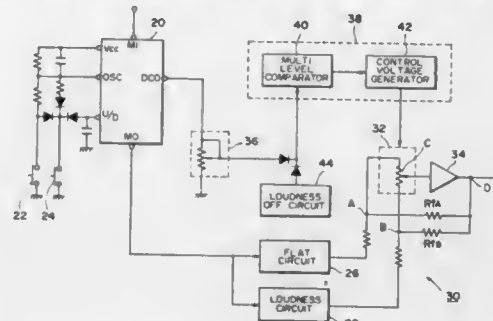 20
40
38
42
Vcc
MI
OSC
DCO
U/D
MO
MULTI
LEVEL
COMPARATOR
CONTROL
VOLTAGE
GENERATOR
36
32
C
34
22
24
LOUDNESS
OFF CIRCUIT
44
A
B
D
RfA
RfB
FLAT
CIRCUIT
26
30
LOUDNESS
CIRCUIT